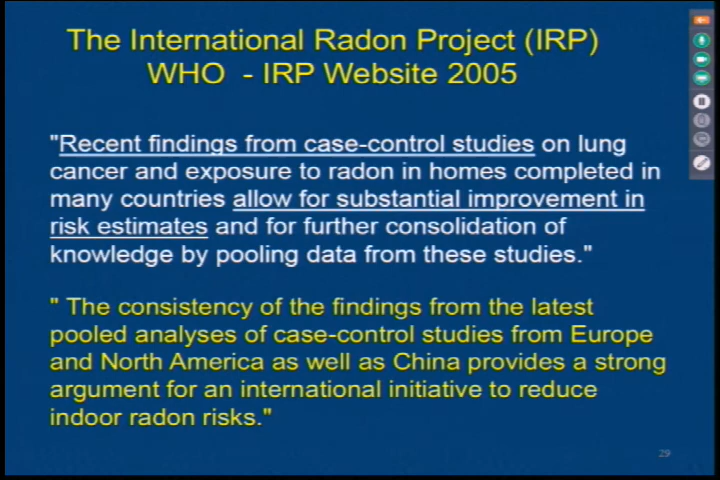 The International Radon Project (IRP)
WHO - IRP Website 2005
"Recent findings from case-control studies on lung
cancer and exposure to radon in homes completed in
many countries allow for substantial improvement in
risk estimates and for further consolidation of
knowledge by pooling data from these studies."
" The consistency of the findings from the latest
pooled analyses of case-control studies from Europe
and North America as well as China provides a strong
argument for an international initiative to reduce
indoor radon risks."
29